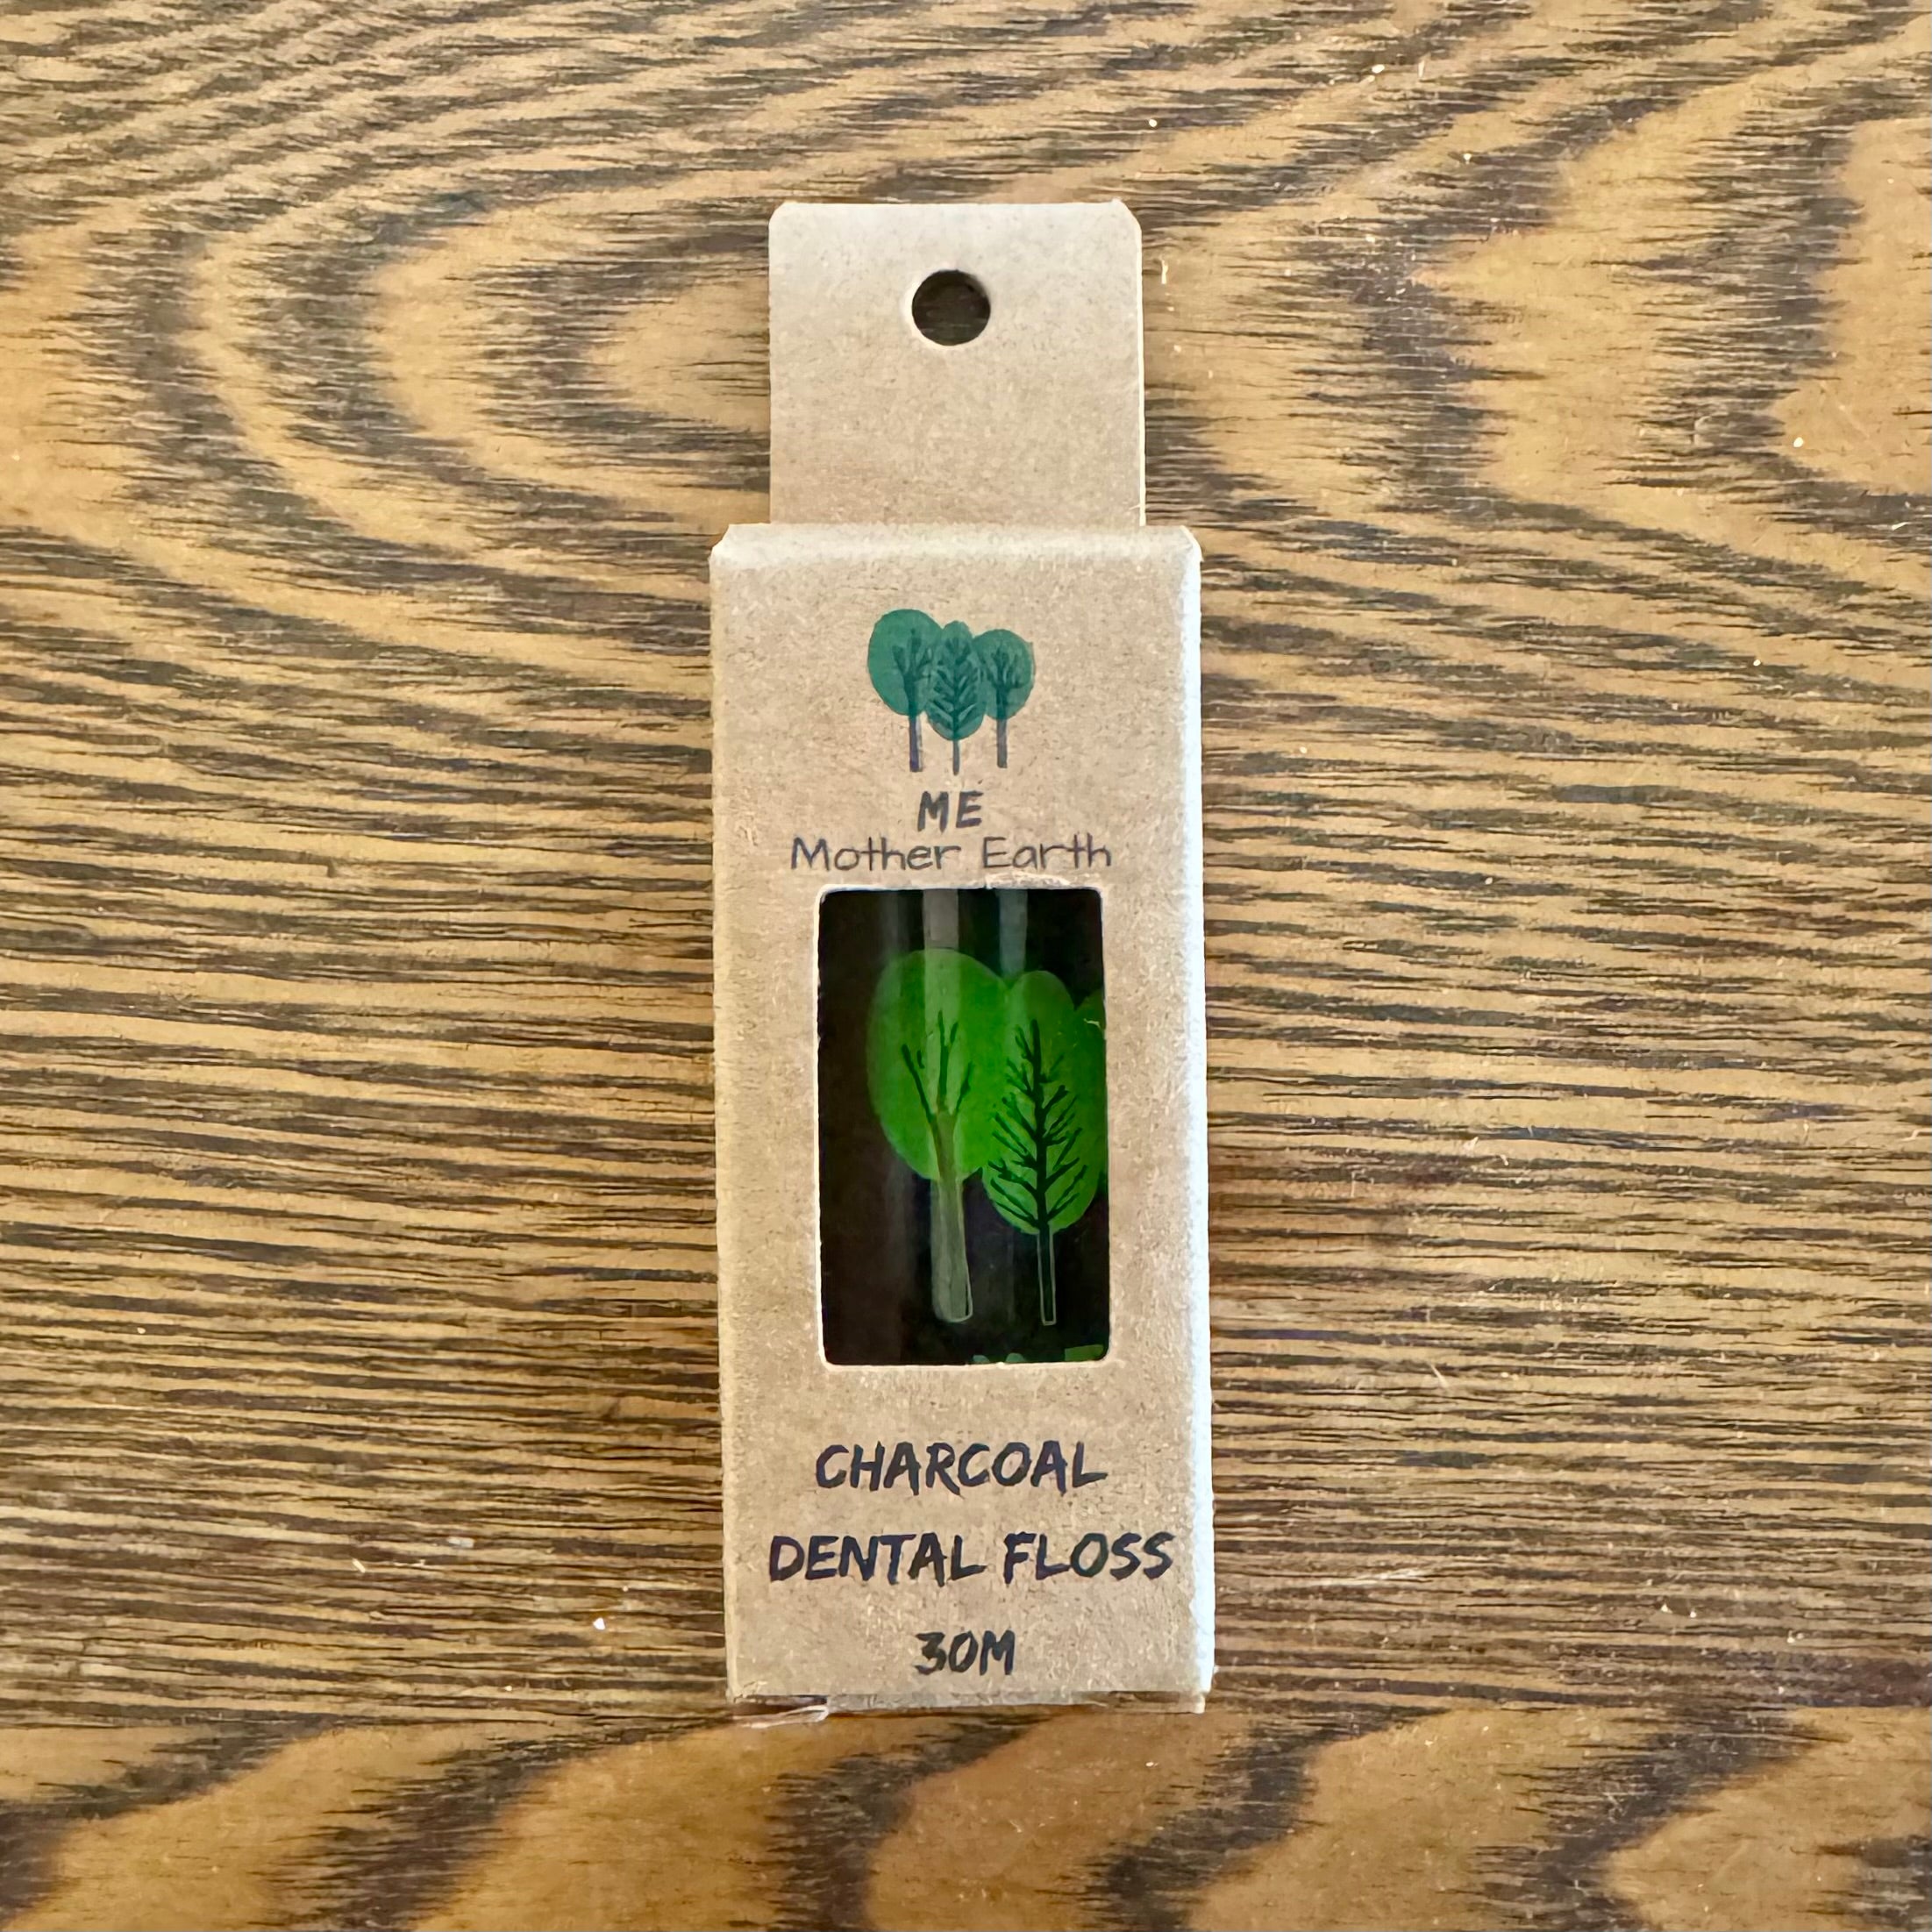 ME
Mother Earth
CHARCOAL
DENTAL FLOSS
30M